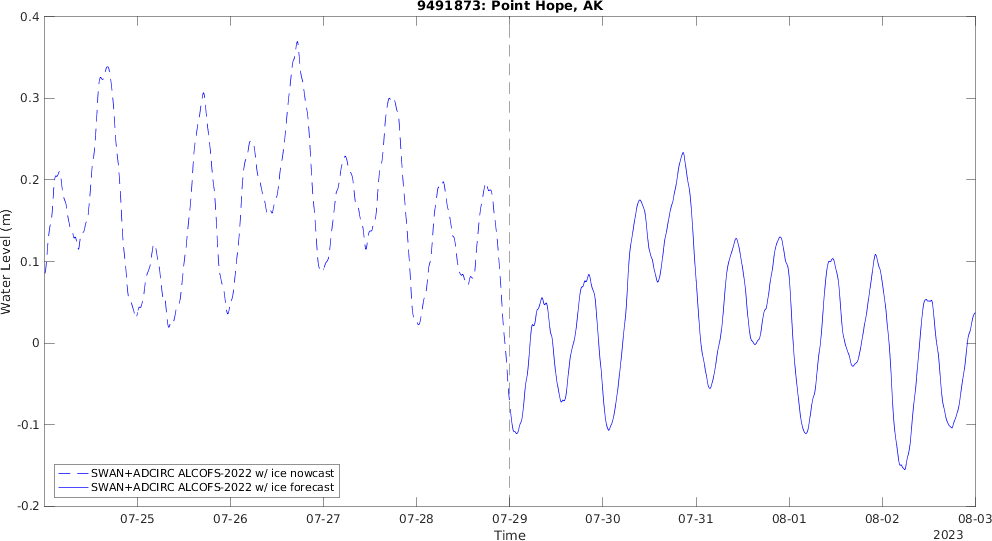 9491873: Point Hope, AK
0.4
0.3
0.2
0.1
0
-0.1
-0.2
Water Level (m)
SWAN+ADCIRC ALCOFS-2022 w/ ice nowcast
SWAN+ADCIRC ALCOFS-2022 w/ ice forecast
07-25 07-26 07-27 07-28 07-29 07-30 07-31 08-01 08-02 08-03
Time
2023